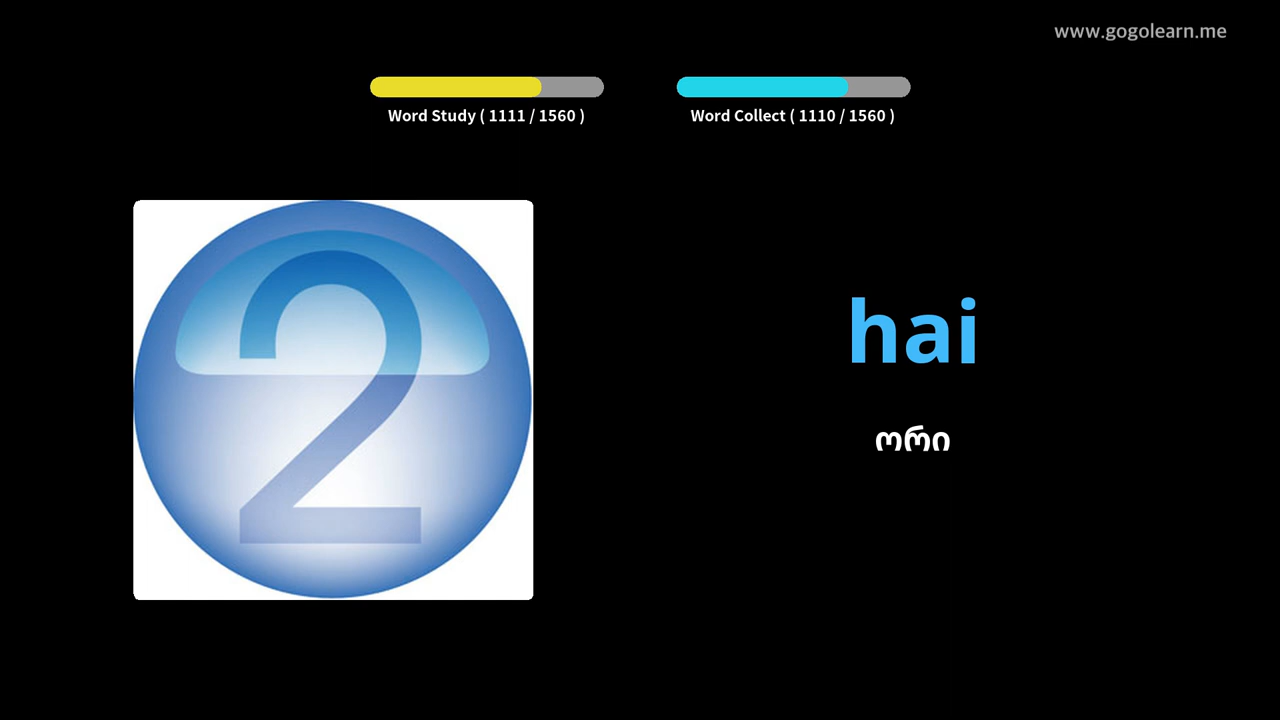 www.gogolearn.me
Word Study ( 1111 / 1560 )
Word Collect ( 1110 / 1560 )
2
hai
ორი